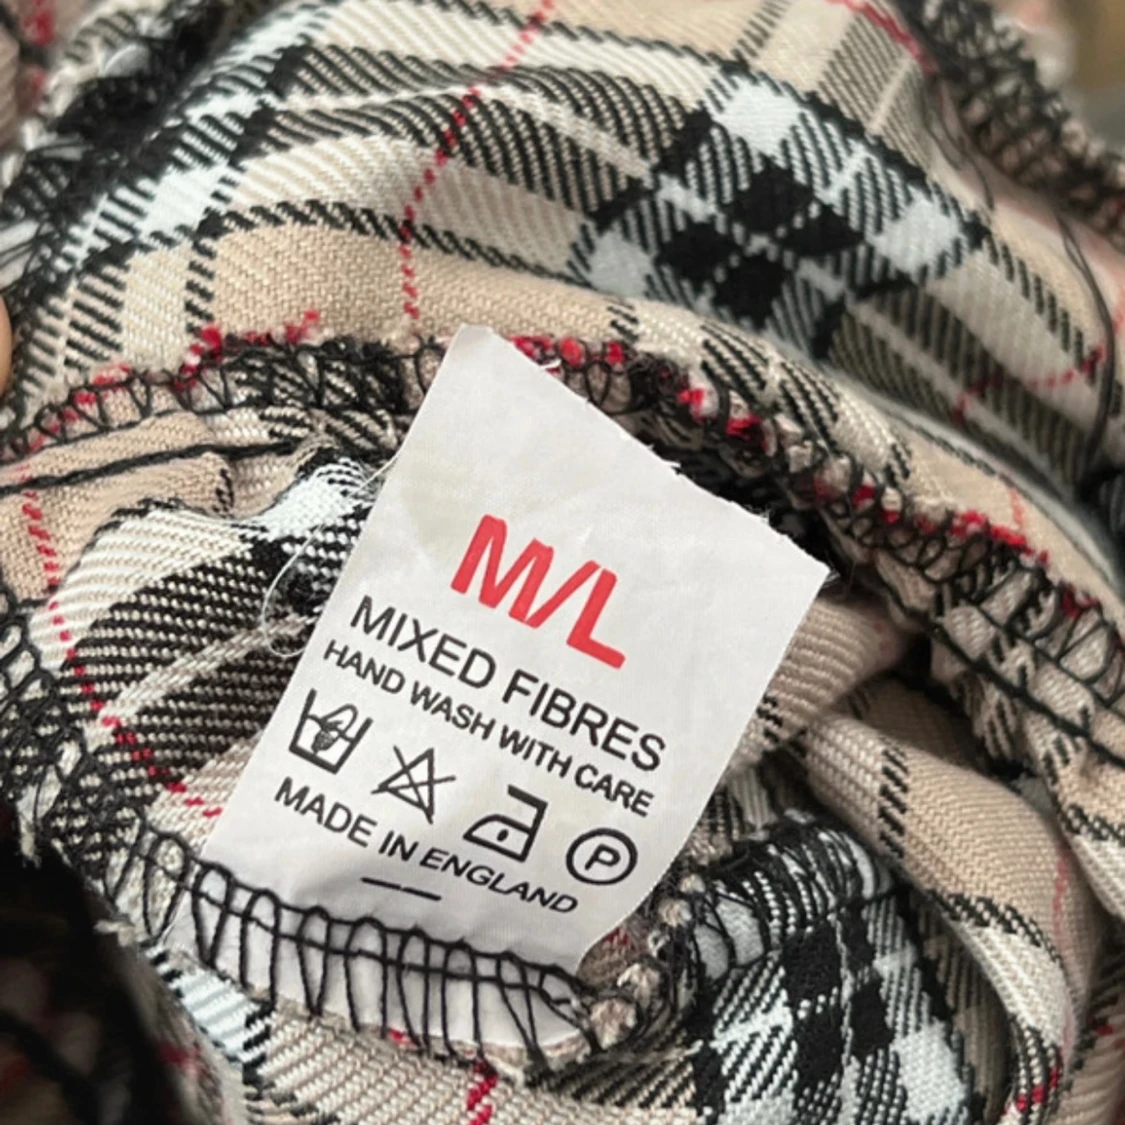 M/L
MIXED FIBRES
HAND WASH WITH CARE
P
MADE IN ENGLAND